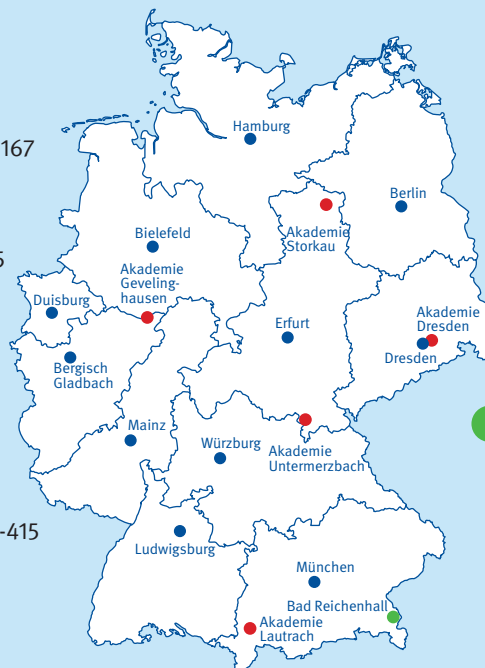 167
Hamburg
Berlin
Akademie
Storkau
Bielefeld
5
Akademie
Geveling-
hausen
Duisburg
Erfurt
Akademie
Dresden
Dresden
Bergisch
Gladbach
Mainz
Würzburg
Akademie
Untermerzbach
-415
Ludwigsburg
München
Bad Reichenhall
Akademie
Lautrach